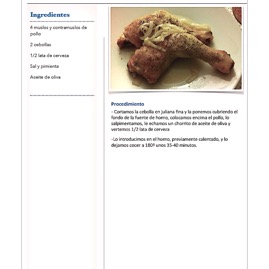 Ingredientes
4 muslos y contramuslos de
pollo
2 cebollas
1/2 lata de cerveza
Sal y pimienta
Aceite de oliva
Procedimiento
- Cortamos la cebolla en juliana fina y la ponemos cubriendo el
fondo de la fuente de horno, colocamos encima el pollo, lo
salpimentamos, le echamos un chorrito de aceite de oliva y
vertemos 1/2 lata de cerveza
-Lo introducimos en el horno, previamente calentado, y lo
dejamos cocer a 180º unos 35-40 minutos.